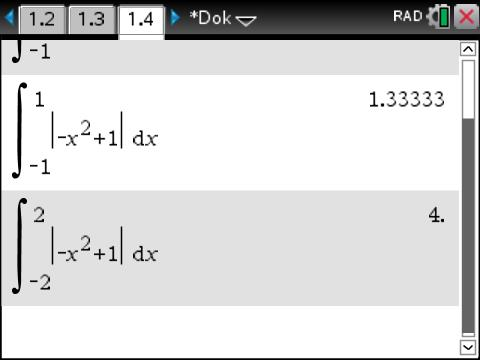 1.2 1.3 1.4 *Dok RAD
∫ -1
∫ 1 -1 |-x²+1| dx 1.33333
∫ 2 -2 |-x²+1| dx 4.